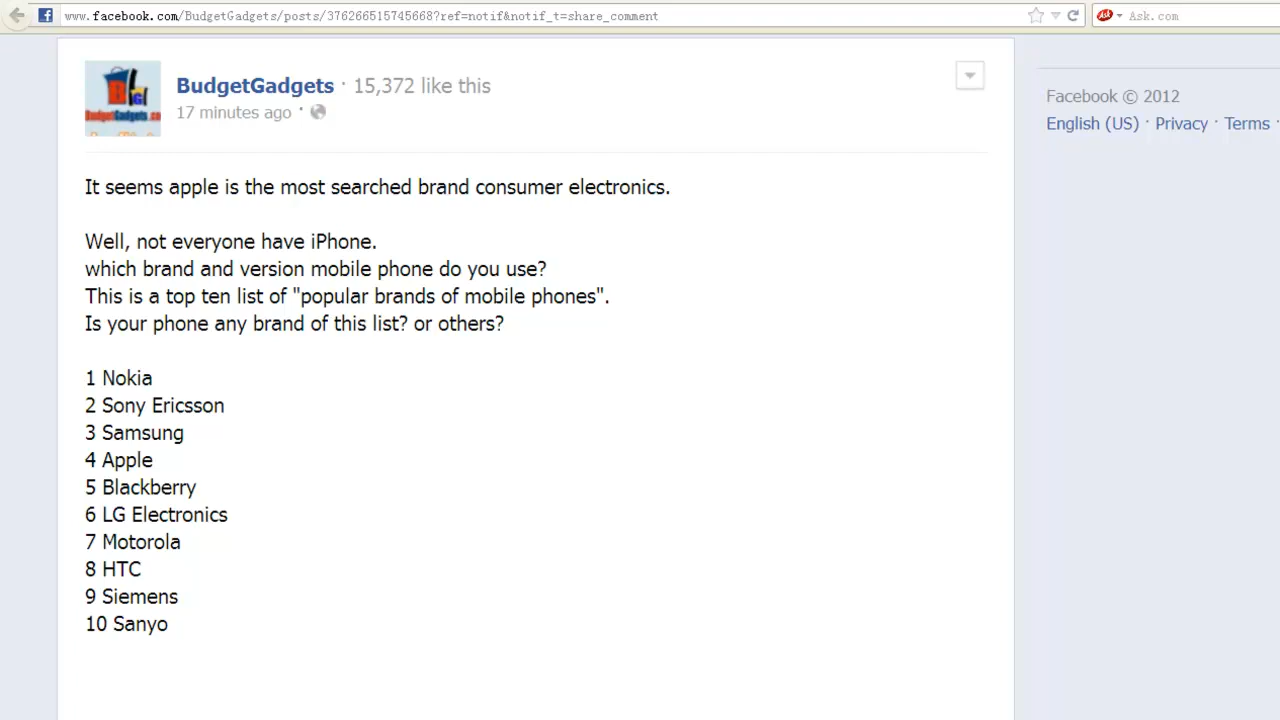 www.facebook.com/BudgetGadgets/posts/376266515745668?ref=notif&notif_t=share_comment
Ask
Ask.com
BudgetGadgets · 15,372 like this
17 minutes ago ·
BudgetGadgets.co
Facebook © 2012
English (US) · Privacy · Terms ·
It seems apple is the most searched brand consumer electronics.
Well, not everyone have iPhone.
which brand and version mobile phone do you use?
This is a top ten list of "popular brands of mobile phones".
Is your phone any brand of this list? or others?
1 Nokia
2 Sony Ericsson
3 Samsung
4 Apple
5 Blackberry
6 LG Electronics
7 Motorola
8 HTC
9 Siemens
10 Sanyo